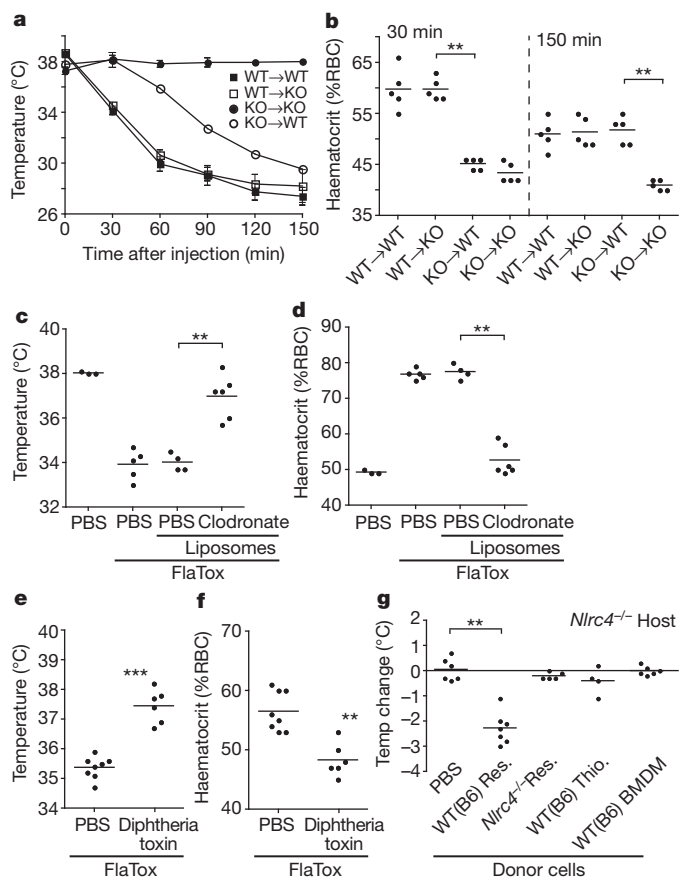 a
Temperature (°C)
38
34
30
26
0 30 60 90 120 150
Time after injection (min)
WT→WT
WT→KO
KO→KO
KO→WT
b
30 min
150 min
**
**
Haematocrit (%RBC)
65
55
45
35
WT→WT
WT→KO
KO→WT
KO→KO
WT→WT
WT→KO
KO→WT
KO→KO
c
Temperature (°C)
40
38
36
34
32
**
PBS PBS PBS Clodronate
Liposomes
FlaTox
d
Haematocrit (%RBC)
90
80
70
60
50
40
**
PBS PBS PBS Clodronate
Liposomes
FlaTox
e
Temperature (°C)
40
39
38
37
36
35
34
***
PBS Diphtheria
toxin
FlaTox
f
Haematocrit (%RBC)
70
60
50
40
**
PBS Diphtheria
toxin
FlaTox
g
Nlrc4–/– Host
Temp change (°C)
2
1
0
–1
–2
–3
–4
**
PBS
WT(B6) Res.
Nlrc4–/–Res.
WT(B6) Thio.
WT(B6) BMDM
Donor cells